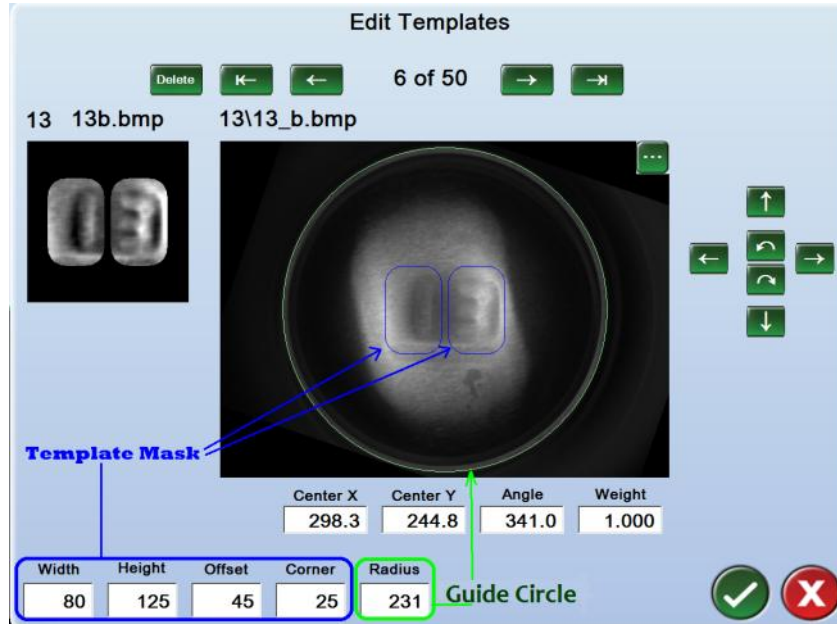 Edit Templates
Delete 6 of 50
13 13b.bmp 13\13_b.bmp
Template Mask
Center X Center Y Angle Weight
298.3 244.8 341.0 1.000
Width Height Offset Corner Radius
80 125 45 25 231
Guide Circle